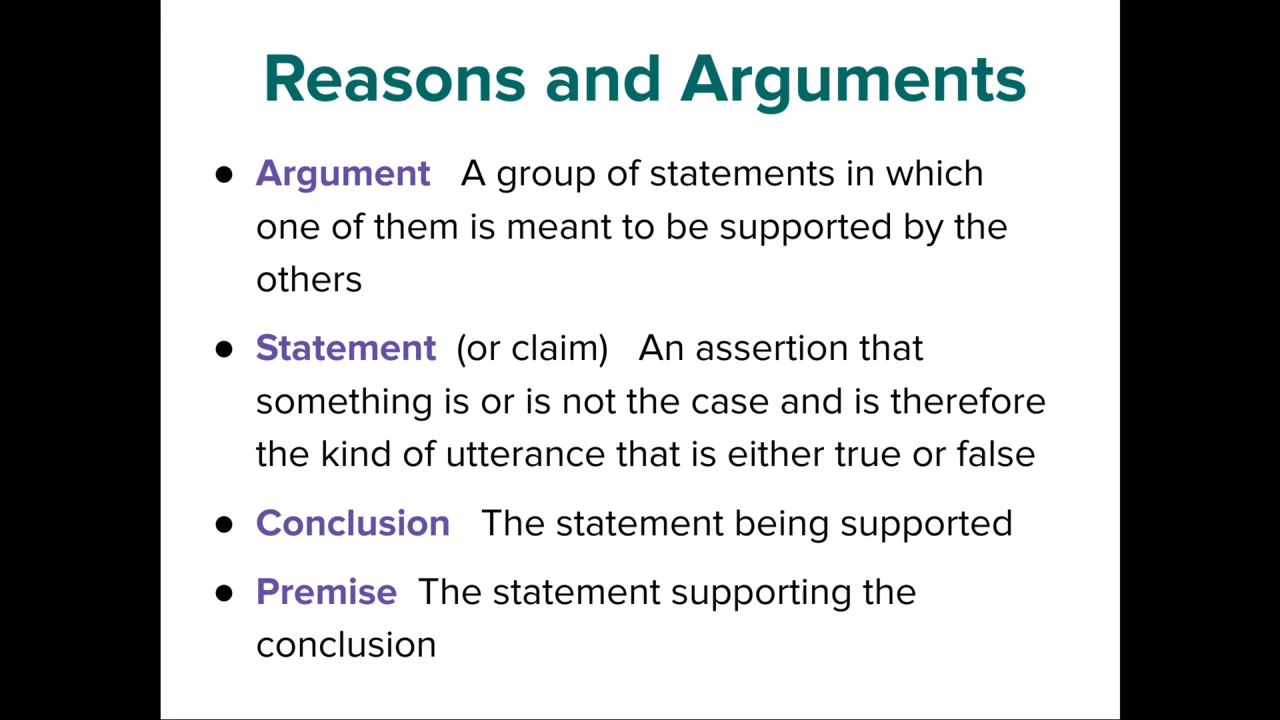 Reasons and Arguments
● Argument A group of statements in which
one of them is meant to be supported by the
others
● Statement (or claim) An assertion that
something is or is not the case and is therefore
the kind of utterance that is either true or false
● Conclusion The statement being supported
● Premise The statement supporting the
conclusion